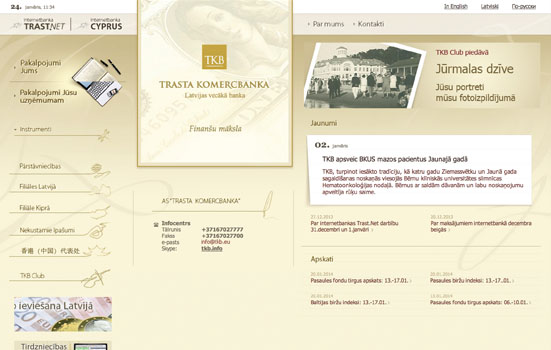 24. janvāris, 11:34
In English Latviski По-русски
Internetbanka
TRAST.NET
Internetbanka
CYPRUS
Par mums
Kontakti
Pakalpojumi
Jums
Pakalpojumi Jūsu
uzņēmumam
Instrumenti
Pārstāvniecības
Filiāle Latvijā
Filiāle Kiprā
Nekustamie īpašumi
香港（中国）代表处
TKB Club
ieviešana Latvijā
Tirdzniecības
TKB
TRASTA KOMERCBANKA
Latvijas vecākā banka
Finanšu māksla
AS"TRASTA KOMERCBANKA"
Infocentrs
Tālrunis +37167027777
Fakss +37167027700
e-pasts info@tkb.eu
Skype: tkb.info
TKB Club piedāvā
Jūrmalas dzīve
Jūsu portreti
mūsu fotoizpildījumā
Jaunumi
02. janvāris
TKB apsveic BKUS mazos pacientus Jaunajā gadā
TKB, turpinot iesākto tradīciju, kā katru gadu Ziemassvētku un Jaunā gada
sagaidīšanas noskaņās viesojās Bērnu klīniskās universitātes slimnīcas
Hematoonkoloģijas nodaļā. Bērnus ar saldām dāvanām un labu noskaņojumu
apveltīja rūķu saime.
27.12.2013
Par internetbankas Trast.Net darbību
31.decembrī un 1.janvārī
20.12.2013
Par maksājumiem internetbankā decembra
beigās
Apskati
20.01.2014
Pasaules fondu tirgus apskats: 13.-17.01.
20.01.2014
Pasaules biržu indeksi: 13.-17..01.
20.01.2014
Baltijas biržu indeksi: 13.-17.01.
13.01.2014
Pasaules fondu tirgus apskats: 06.-10.01.